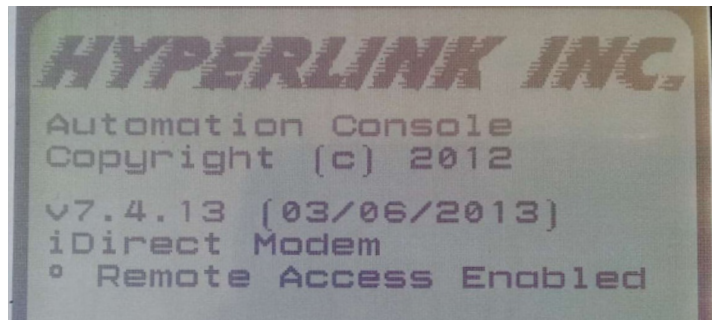 HYPERLINK INC.
Automation Console
Copyright (c) 2012
v7.4.13 (03/06/2013)
iDirect Modem
° Remote Access Enabled